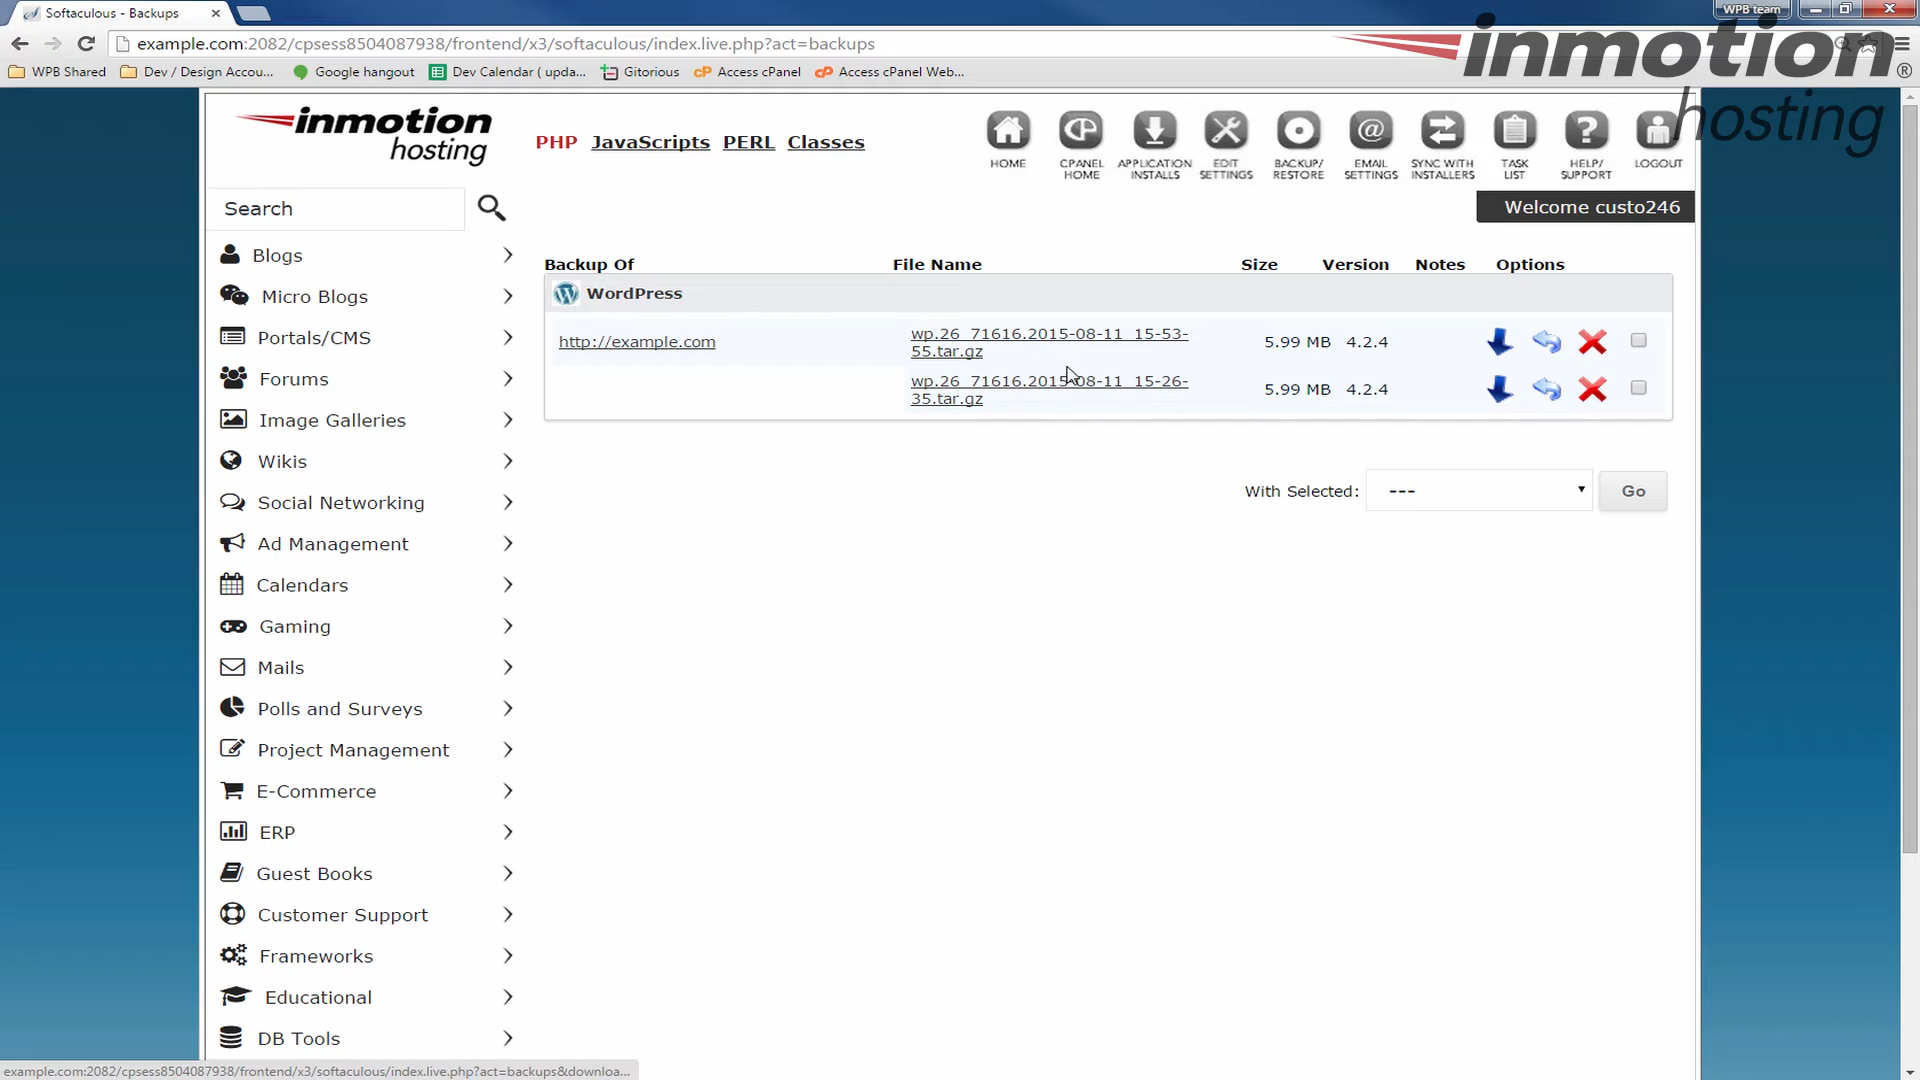 Softaculous - Backups
WPB team
example.com:2082/cpsess8504087938/frontend/x3/softaculous/index.live.php?act=backups
WPB Shared
Dev / Design Accou...
Google hangout
Dev Calendar ( upda...
Gitorious
cP Access cPanel
cP Access cPanel Web...
inmotion®
hosting
inmotion
hosting
PHP JavaScripts PERL Classes
HOME
CPANEL
HOME
APPLICATION
INSTALLS
EDIT
SETTINGS
BACKUP/
RESTORE
EMAIL
SETTINGS
SYNC WITH
INSTALLERS
TASK
LIST
HELP/
SUPPORT
LOGOUT
Search
Welcome custo246
Blogs
Micro Blogs
Portals/CMS
Forums
Image Galleries
Wikis
Social Networking
Ad Management
Calendars
Gaming
Mails
Polls and Surveys
Project Management
E-Commerce
ERP
Guest Books
Customer Support
Frameworks
Educational
DB Tools
Backup Of File Name Size Version Notes Options
WordPress
http://example.com
wp.26_71616.2015-08-11_15-53-
55.tar.gz
5.99 MB 4.2.4
wp.26_71616.2015-08-11_15-26-
35.tar.gz
5.99 MB 4.2.4
With Selected: --- Go
example.com:2082/cpsess8504087938/frontend/x3/softaculous/index.live.php?act=backups&downloa...